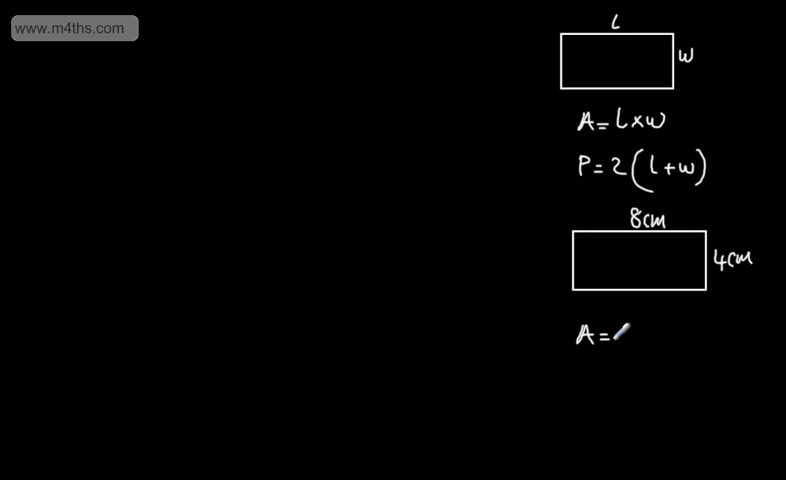 www.m4ths.com
L
w
A = L x w
P = 2 ( L + w )
8cm
4cm
A =